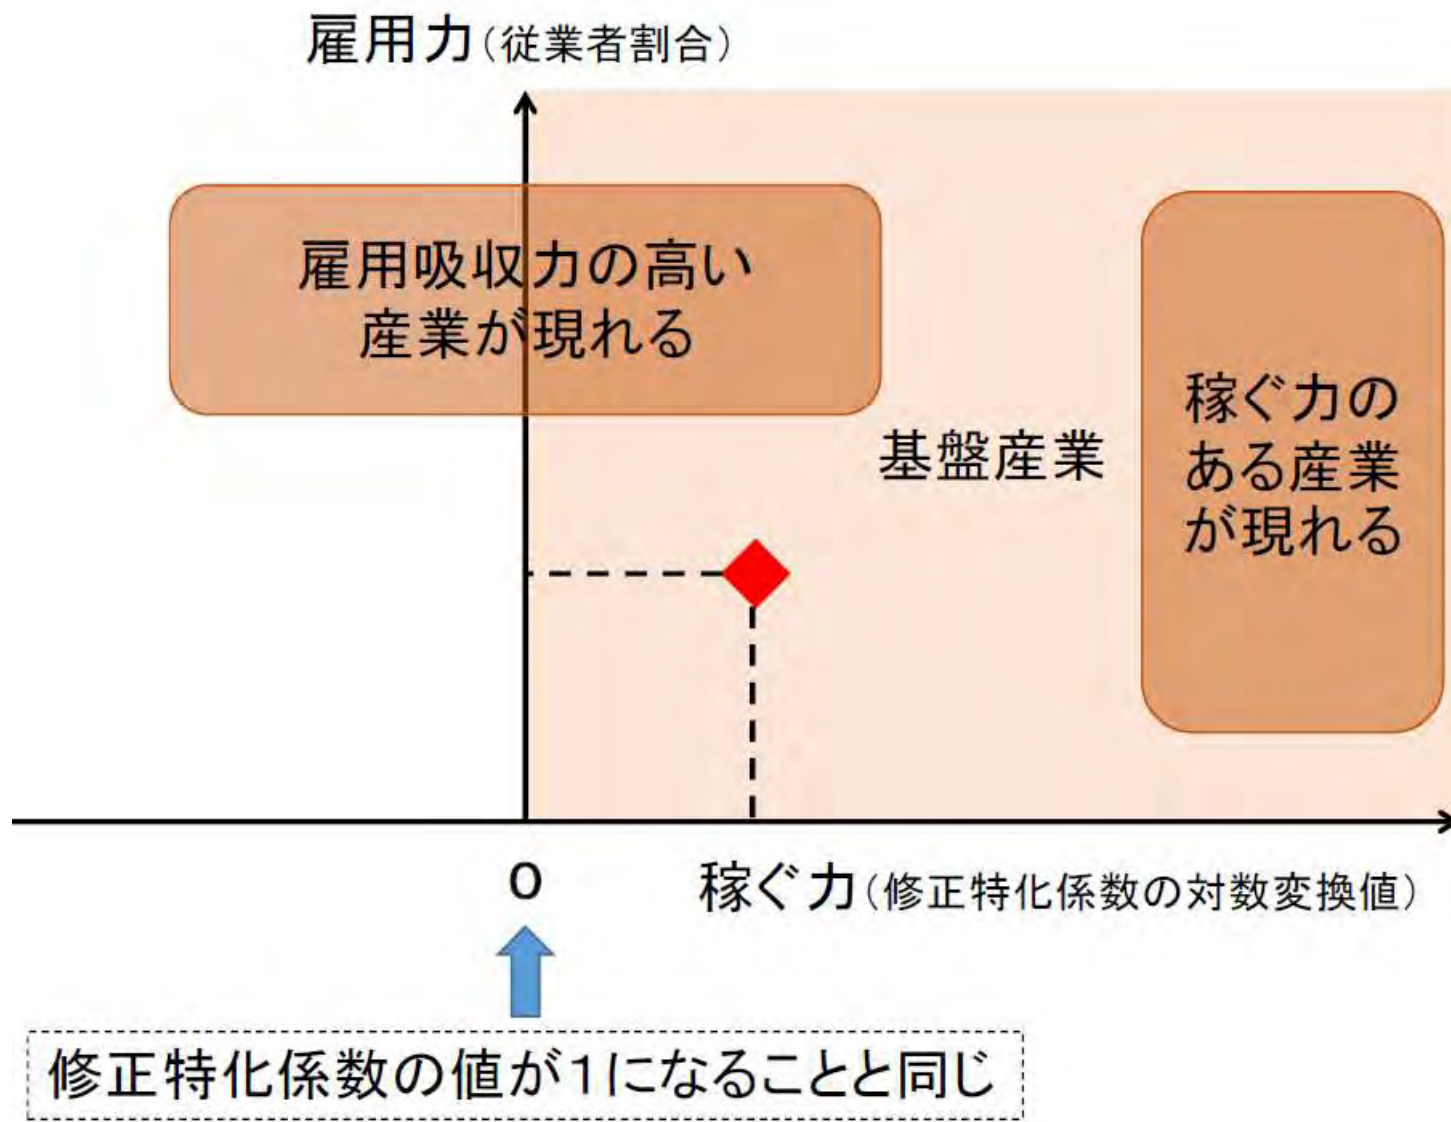 雇用力（従業者割合）
雇用吸収力の高い
産業が現れる
基盤産業
稼ぐ力の
ある産業
が現れる
0
稼ぐ力（修正特化係数の対数変換値）
修正特化係数の値が1になることと同じ